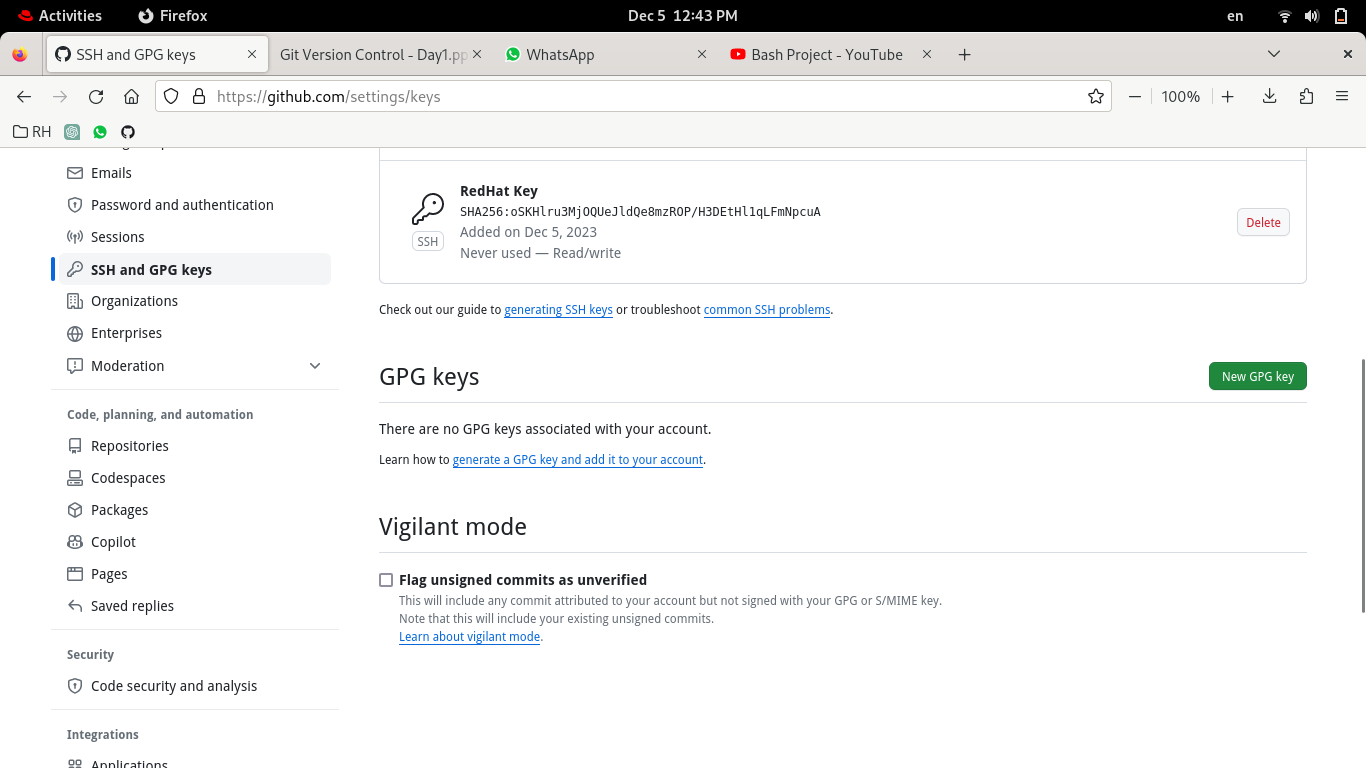 Activities Firefox Dec 5 12:43 PM en
SSH and GPG keys Git Version Control - Day1.pp WhatsApp Bash Project - YouTube
https://github.com/settings/keys 100%
RH
Emails
Password and authentication
Sessions
SSH and GPG keys
Organizations
Enterprises
Moderation
Code, planning, and automation
Repositories
Codespaces
Packages
Copilot
Pages
Saved replies
Security
Code security and analysis
Integrations
Applications
RedHat Key
SHA256:oSKHlru3MjOQUeJldQe8mzROP/H3DEtHl1qLFmNpcuA
SSH
Added on Dec 5, 2023
Never used — Read/write
Delete
Check out our guide to generating SSH keys or troubleshoot common SSH problems.
GPG keys
New GPG key
There are no GPG keys associated with your account.
Learn how to generate a GPG key and add it to your account.
Vigilant mode
Flag unsigned commits as unverified
This will include any commit attributed to your account but not signed with your GPG or S/MIME key.
Note that this will include your existing unsigned commits.
Learn about vigilant mode.